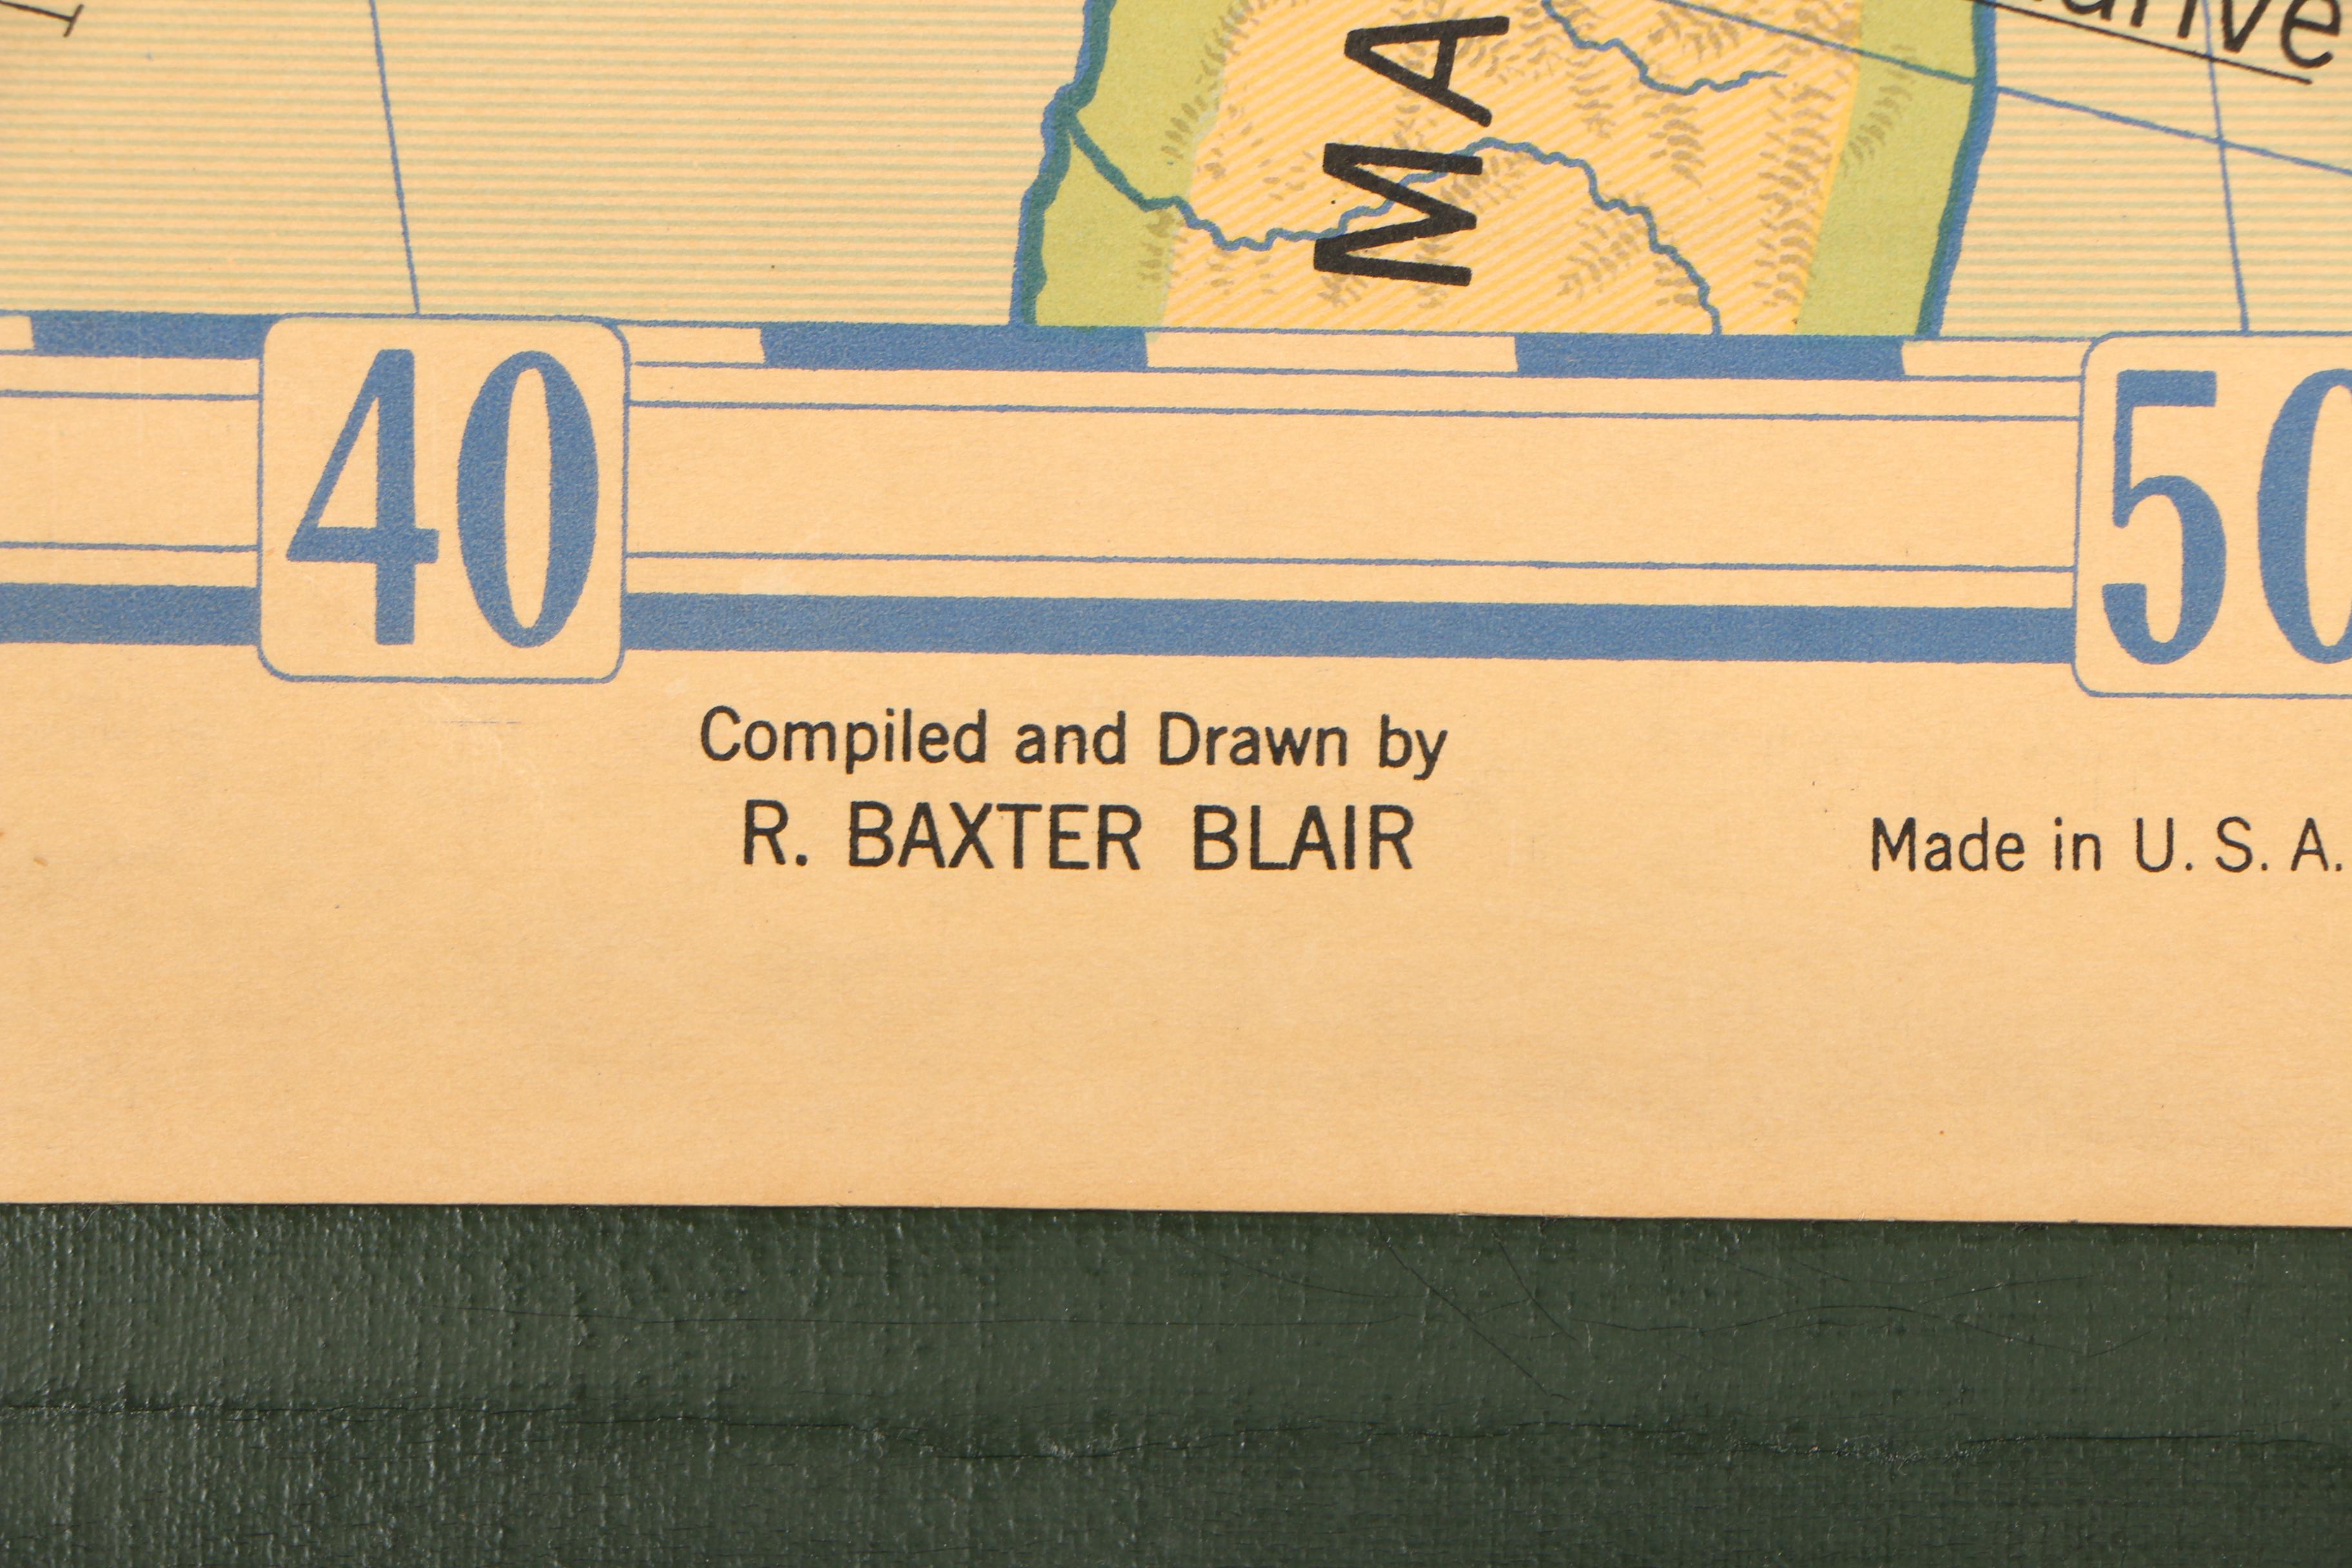 MA
40
50
Compiled and Drawn by
R. BAXTER BLAIR
Made in U. S. A.